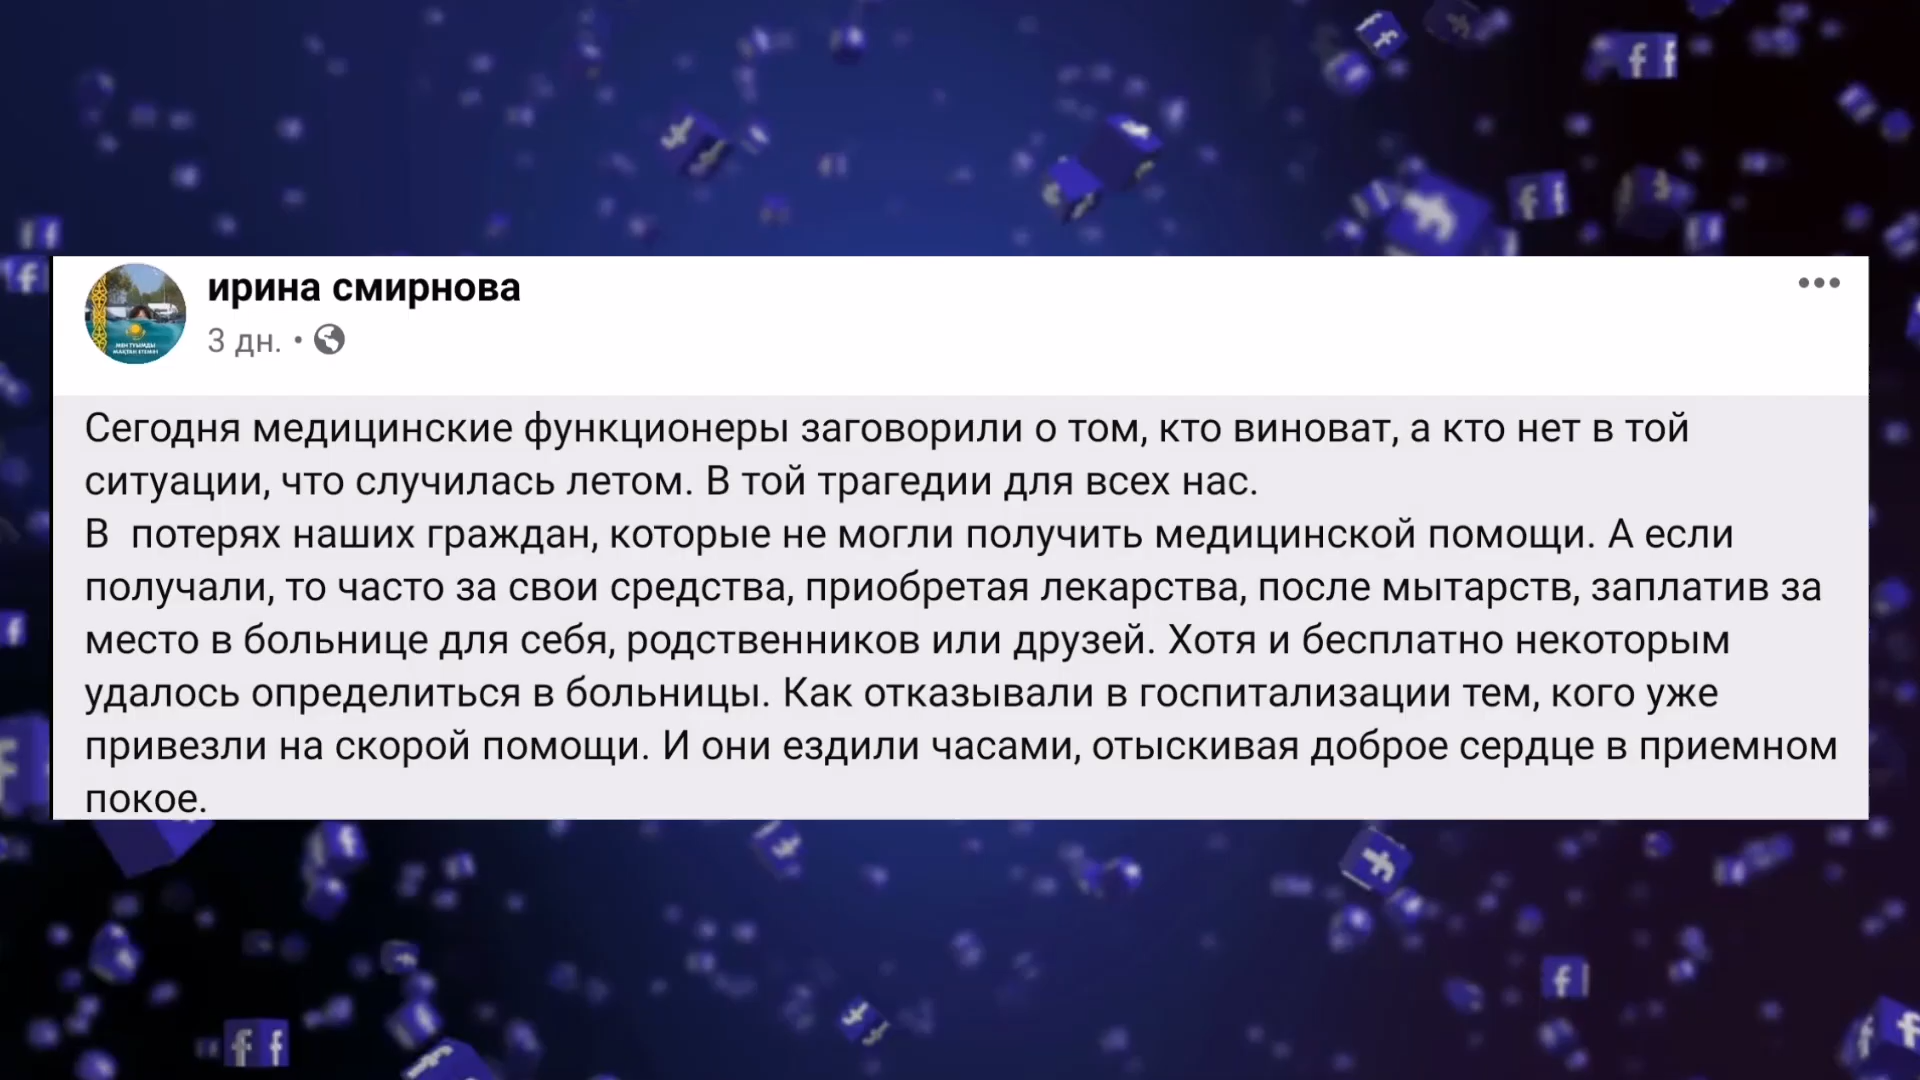 ирина смирнова
3 дн. •
Сегодня медицинские функционеры заговорили о том, кто виноват, а кто нет в той
ситуации, что случилась летом. В той трагедии для всех нас.
В потерях наших граждан, которые не могли получить медицинской помощи. А если
получали, то часто за свои средства, приобретая лекарства, после мытарств, заплатив за
место в больнице для себя, родственников или друзей. Хотя и бесплатно некоторым
удалось определиться в больницы. Как отказывали в госпитализации тем, кого уже
привезли на скорой помощи. И они ездили часами, отыскивая доброе сердце в приемном
покое.